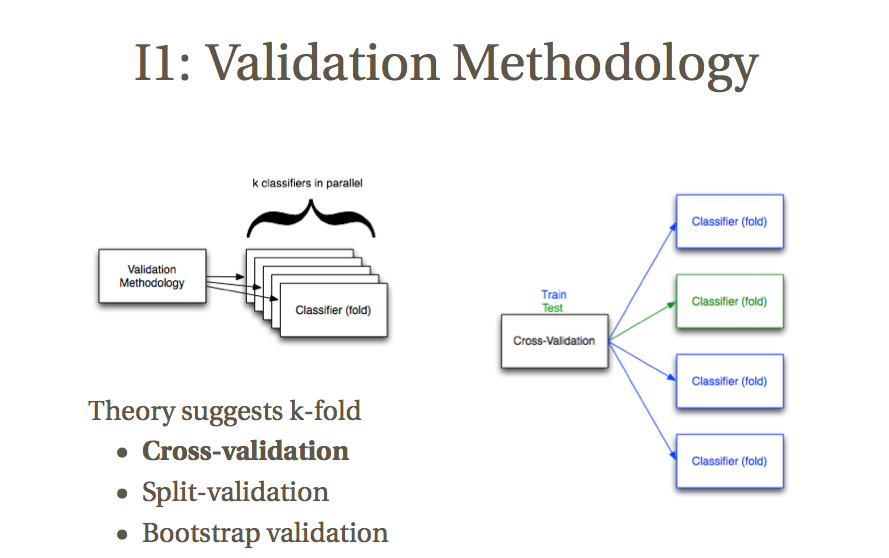 I1: Validation Methodology
k classifiers in parallel
Validation
Methodology
Classifier (fold)
Theory suggests k-fold
• Cross-validation
• Split-validation
• Bootstrap validation
Train
Test
Cross-Validation
Classifier (fold)
Classifier (fold)
Classifier (fold)
Classifier (fold)